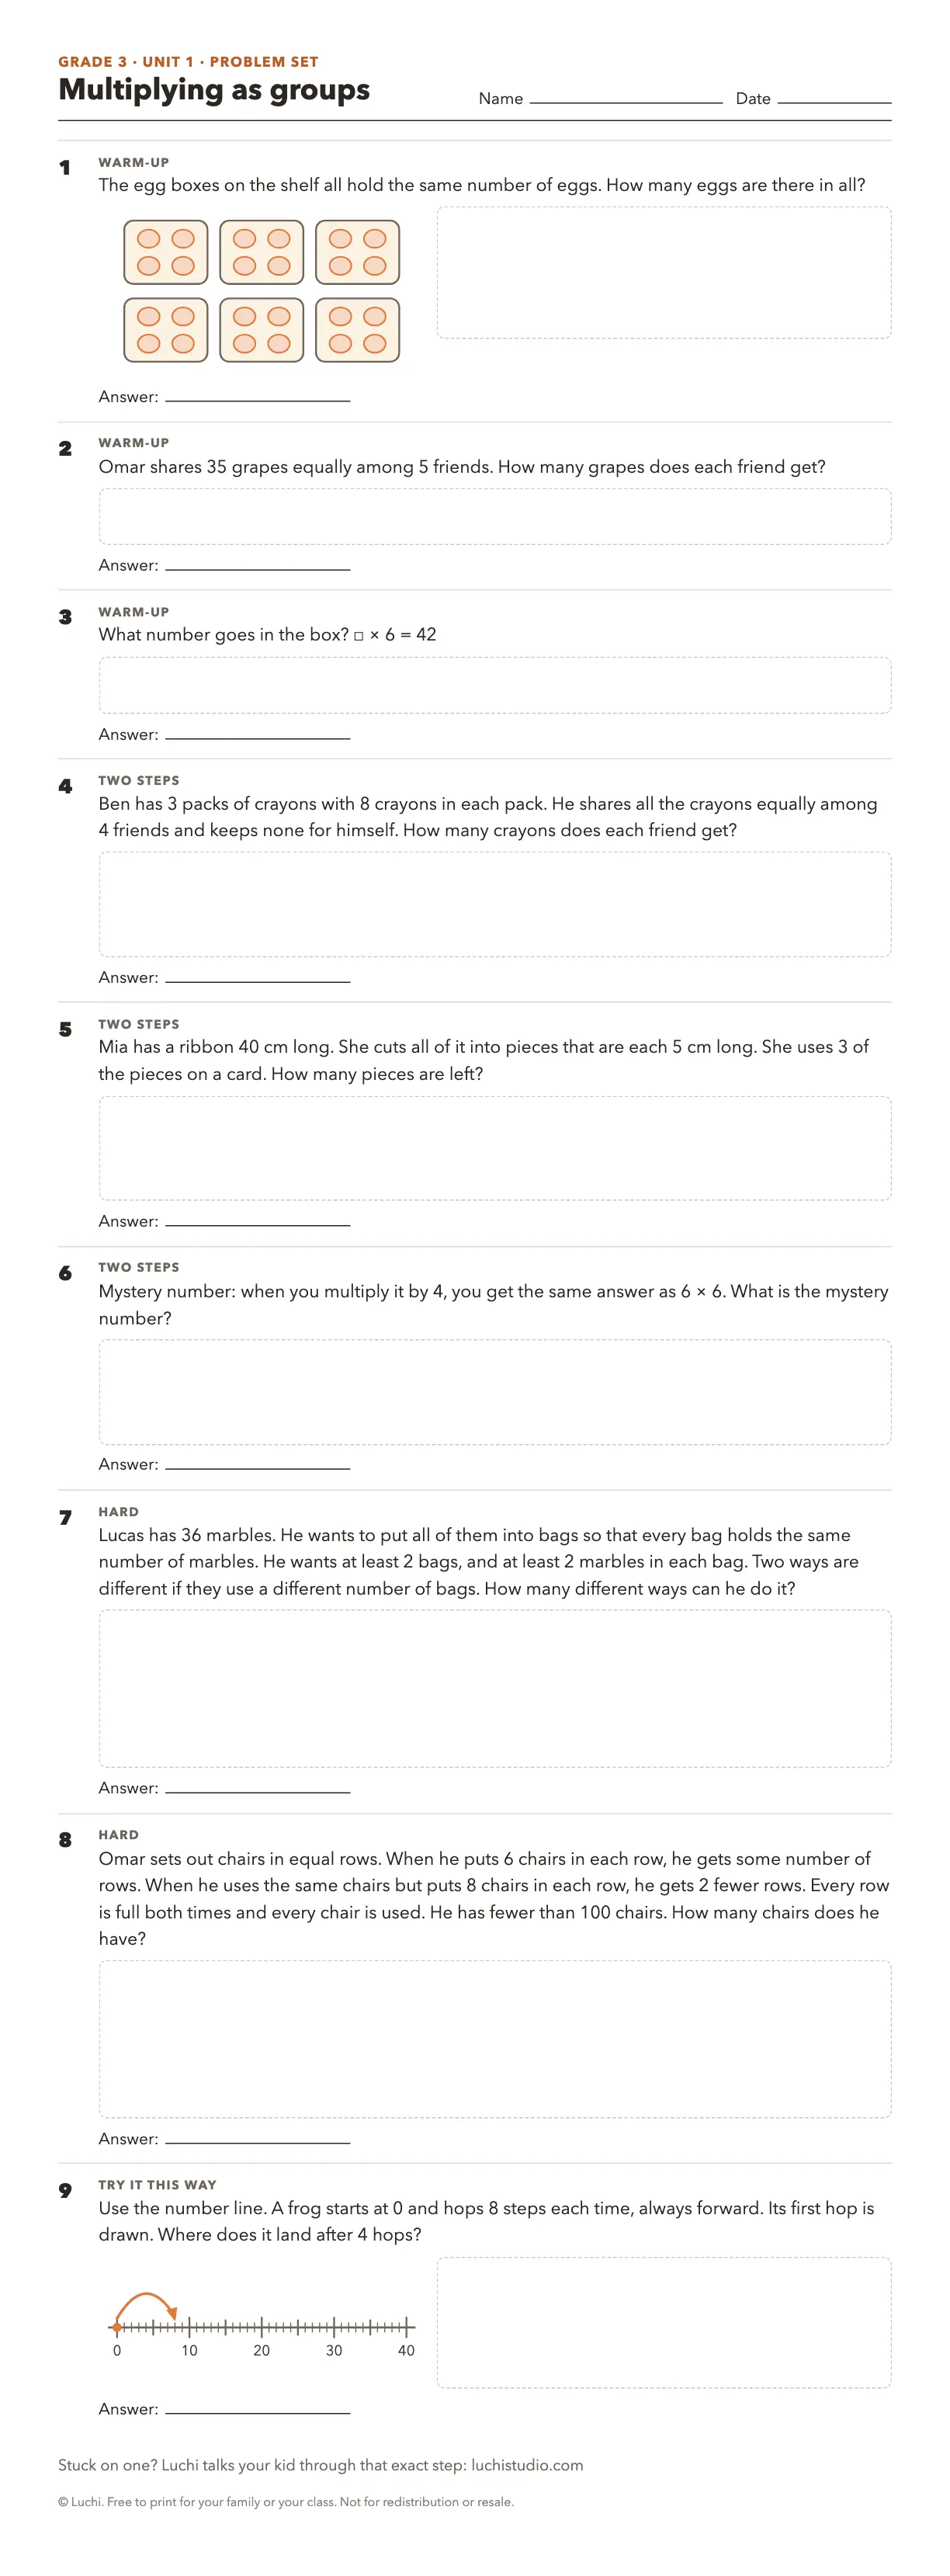 GRADE 3 · UNIT 1 · PROBLEM SET
Multiplying as groups
Name
Date
1
WARM-UP
The egg boxes on the shelf all hold the same number of eggs. How many eggs are there in all?
Answer:
2
WARM-UP
Omar shares 35 grapes equally among 5 friends. How many grapes does each friend get?
Answer:
3
WARM-UP
What number goes in the box? □ × 6 = 42
Answer:
4
TWO STEPS
Ben has 3 packs of crayons with 8 crayons in each pack. He shares all the crayons equally among
4 friends and keeps none for himself. How many crayons does each friend get?
Answer:
5
TWO STEPS
Mia has a ribbon 40 cm long. She cuts all of it into pieces that are each 5 cm long. She uses 3 of
the pieces on a card. How many pieces are left?
Answer:
6
TWO STEPS
Mystery number: when you multiply it by 4, you get the same answer as 6 × 6. What is the mystery
number?
Answer:
7
HARD
Lucas has 36 marbles. He wants to put all of them into bags so that every bag holds the same
number of marbles. He wants at least 2 bags, and at least 2 marbles in each bag. Two ways are
different if they use a different number of bags. How many different ways can he do it?
Answer:
8
HARD
Omar sets out chairs in equal rows. When he puts 6 chairs in each row, he gets some number of
rows. When he uses the same chairs but puts 8 chairs in each row, he gets 2 fewer rows. Every row
is full both times and every chair is used. He has fewer than 100 chairs. How many chairs does he
have?
Answer:
9
TRY IT THIS WAY
Use the number line. A frog starts at 0 and hops 8 steps each time, always forward. Its first hop is
drawn. Where does it land after 4 hops?
0 10 20 30 40
Answer:
Stuck on one? Luchi talks your kid through that exact step: luchistudio.com
© Luchi. Free to print for your family or your class. Not for redistribution or resale.